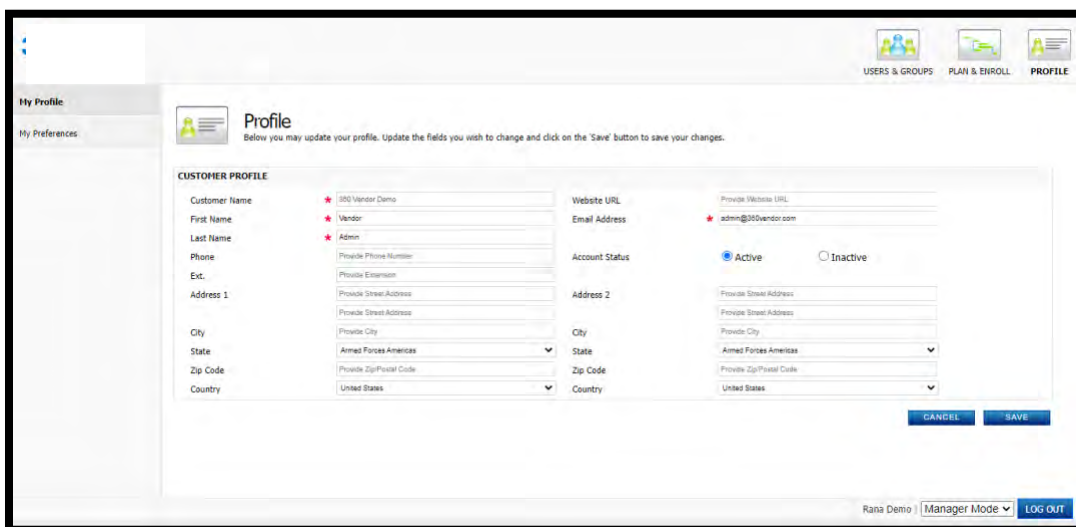 USERS & GROUPS PLAN & ENROLL PROFILE
My Profile
My Preferences
Profile
Below you may update your profile. Update the fields you wish to change and click on the 'Save' button to save your changes.
CUSTOMER PROFILE
Customer Name * 360 Vendor Demo Website URL Provide Website URL
First Name * Vendor Email Address * admin@360vendor.com
Last Name * Admin
Phone Provide Phone Number Account Status Active Inactive
Ext. Provide Extension
Address 1 Provide Street Address Address 2 Provide Street Address
Provide Street Address Provide Street Address
City Provide City City Provide City
State Armed Forces Americas State Armed Forces Americas
Zip Code Provide Zip/Postal Code Zip Code Provide Zip/Postal Code
Country United States Country United States
CANCEL SAVE
Rana Demo | Manager Mode LOG OUT